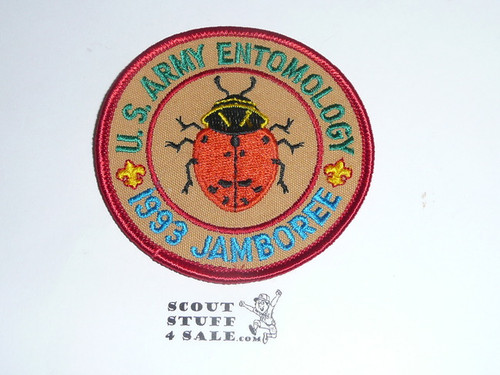 U.S. ARMY ENTOMOLOGY
1993 JAMBOREE
SCOUT
STUFF
4 SALE.COM